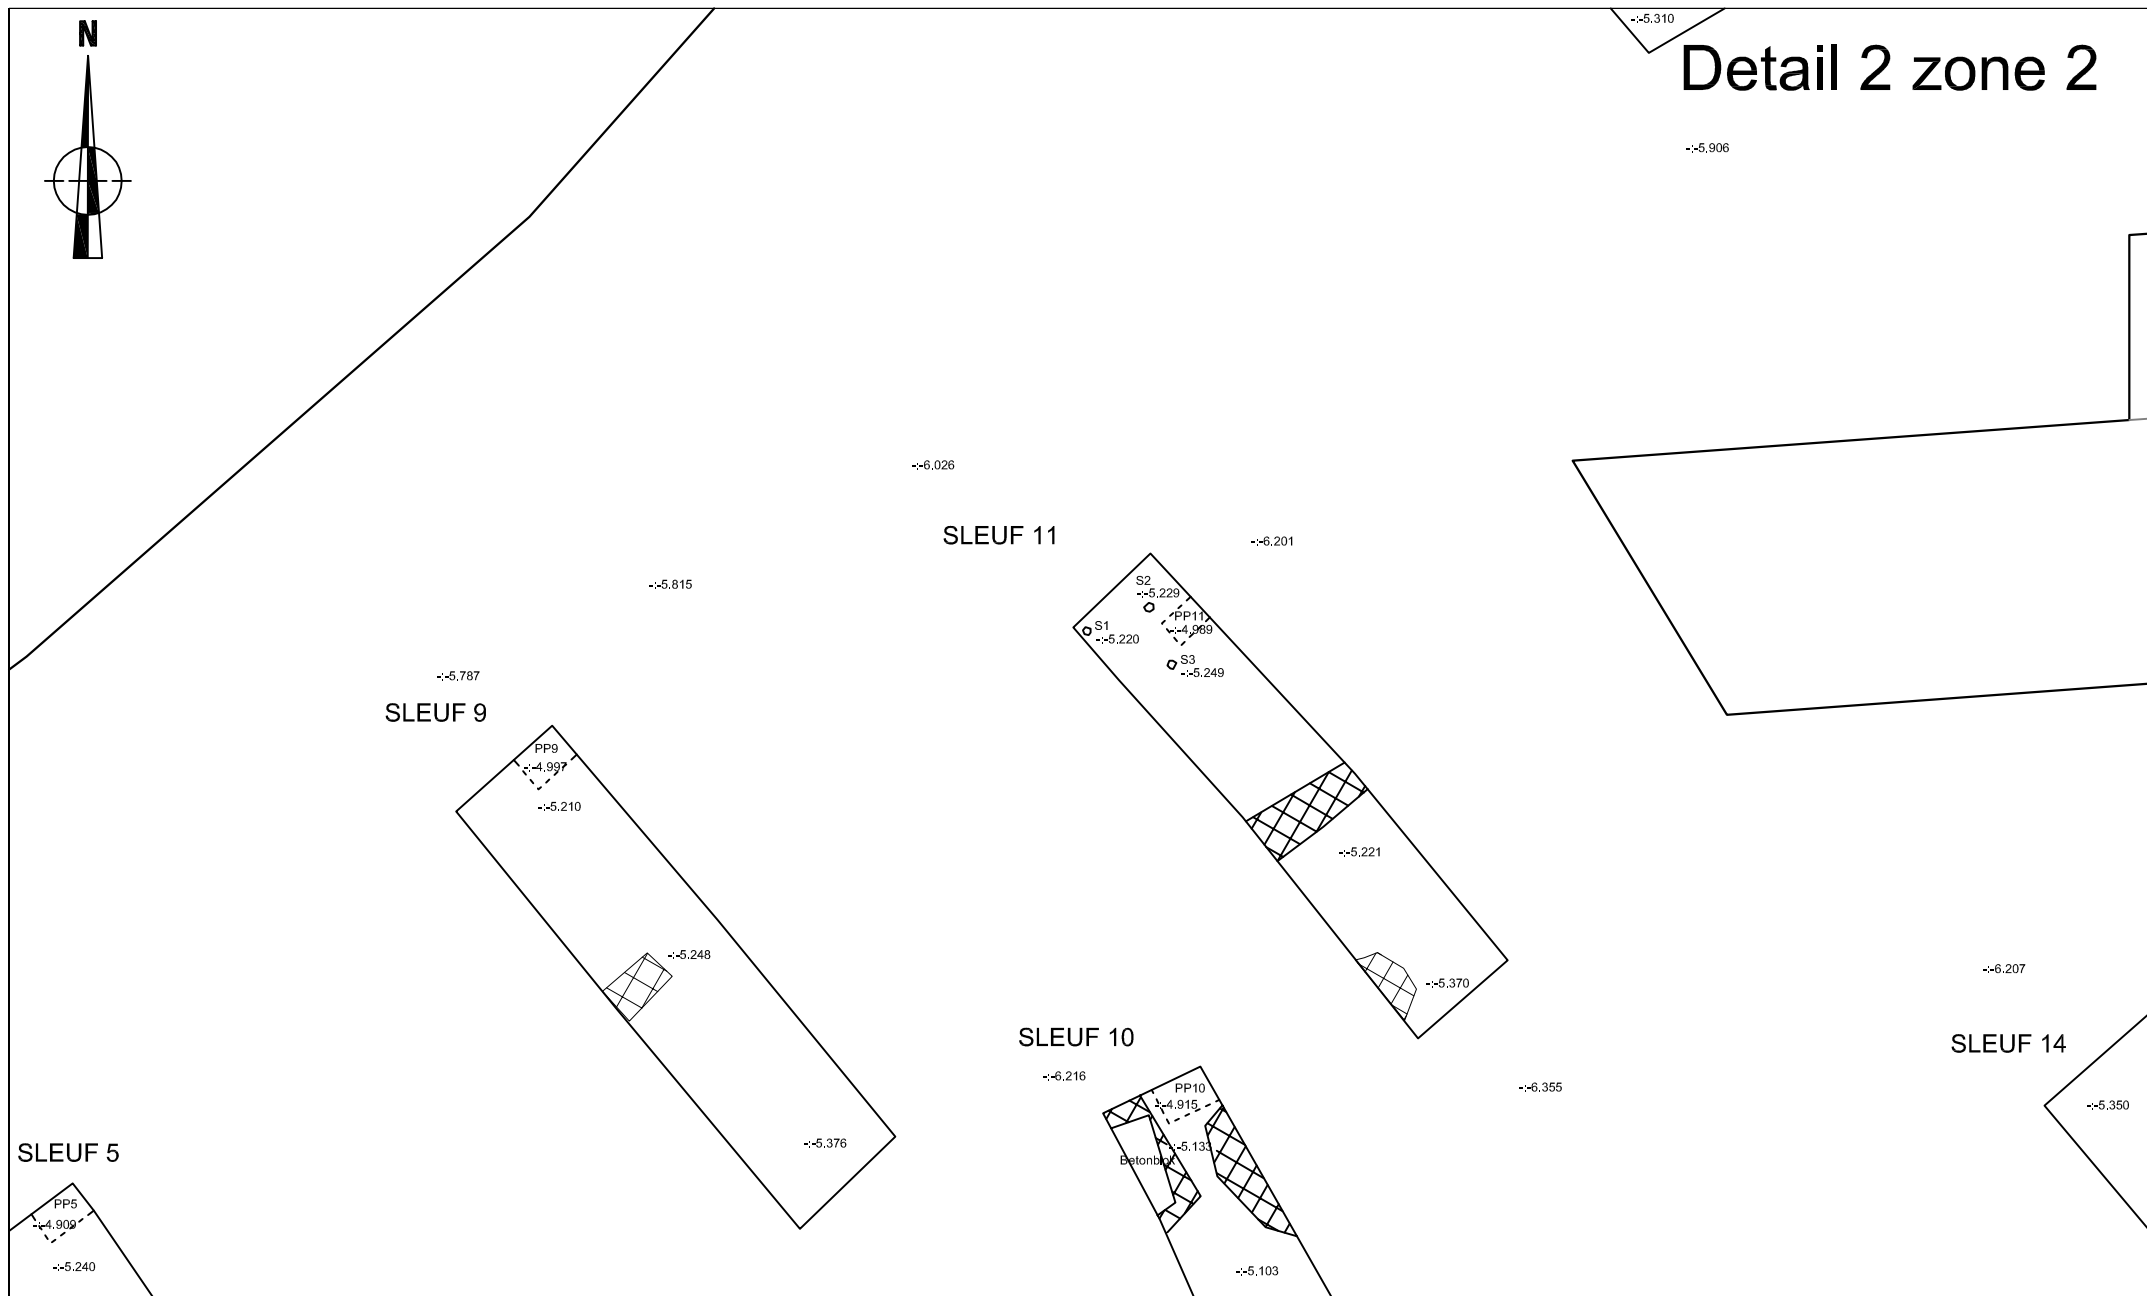 N
-:-5.310
Detail 2 zone 2
-:-5.906
-:-6.026
SLEUF 11
-:-6.201
S2
-:-5.229
-:-5.815
PP11
S1
-:-4.989
-:-5.220
S3
-:-5.249
-:-5.787
SLEUF 9
PP9
-:-4.997
-:-5.210
-:-5.221
-:-5.248
-:-6.207
-:-5.370
SLEUF 10
SLEUF 14
-:-6.216
PP10
-:-6.355
-:-4.915
-:-5.350
-:-5.376
-:-5.133
SLEUF 5
Betonblok
PP5
-:-4.909
-:-5.240
-:-5.103